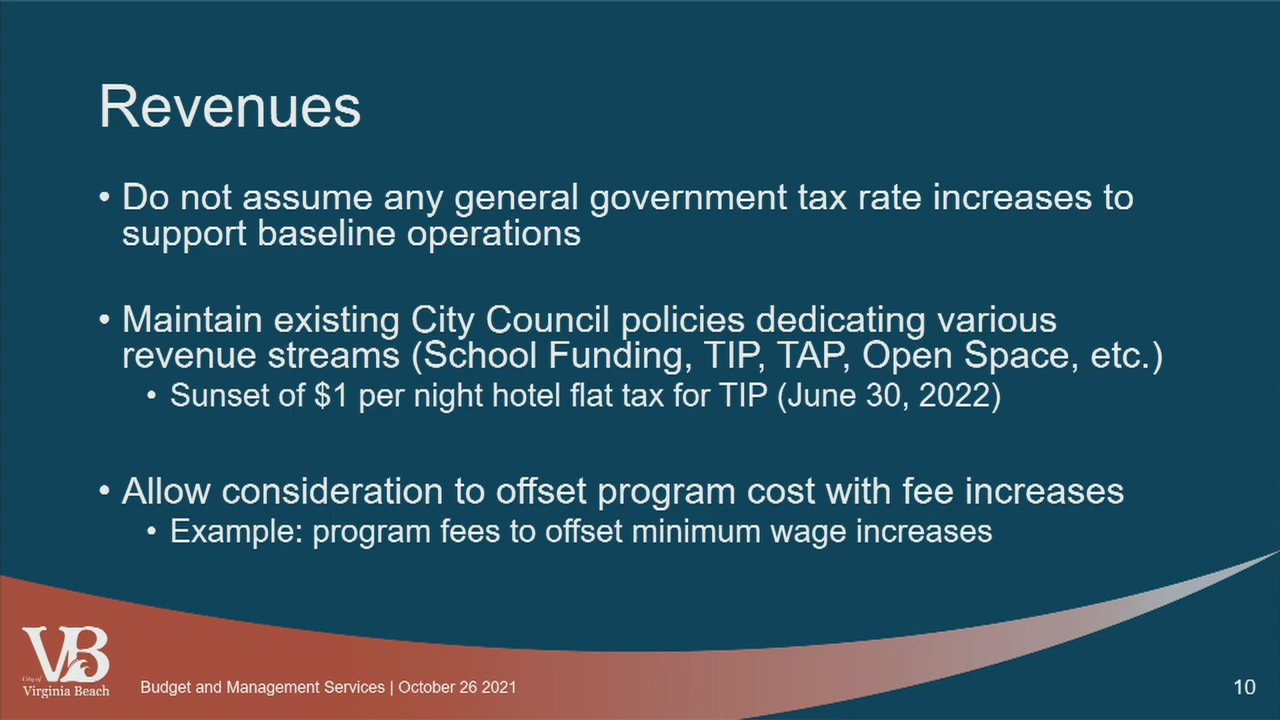 Revenues
• Do not assume any general government tax rate increases to
support baseline operations
• Maintain existing City Council policies dedicating various
revenue streams (School Funding, TIP, TAP, Open Space, etc.)
• Sunset of $1 per night hotel flat tax for TIP (June 30, 2022)
• Allow consideration to offset program cost with fee increases
• Example: program fees to offset minimum wage increases
VB
City of
Virginia Beach
Budget and Management Services | October 26 2021
10